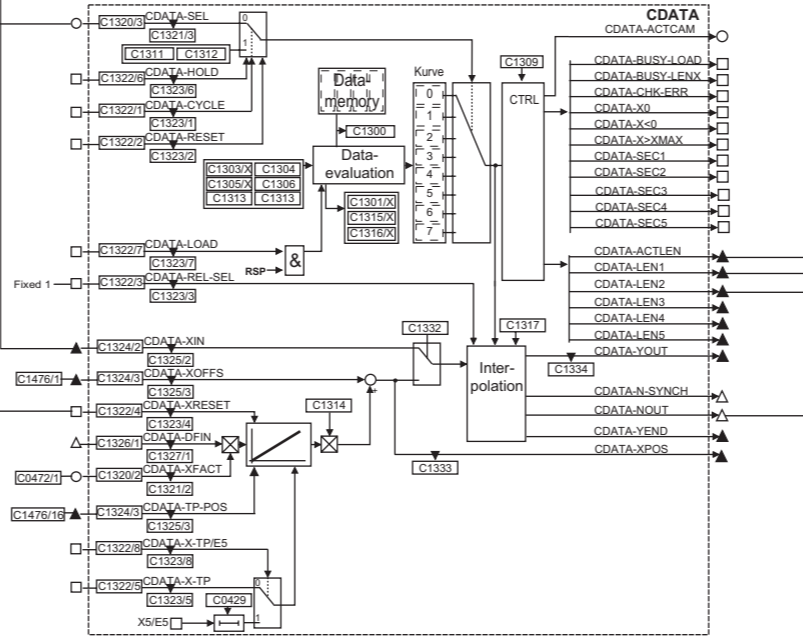 CDATA
C1320/3 CDATA-SEL
C1321/3
0
1
C1311 C1312
C1322/6 CDATA-HOLD
C1323/6
C1322/1 CDATA-CYCLE
C1323/1
C1322/2 CDATA-RESET
C1323/2
Data-
memory
C1300
Data-
evaluation
C1303/X C1304
C1305/X C1306
C1313 C1313
C1301/X
C1315/X
C1316/X
Kurve
0
1
2
3
4
5
6
7
C1309
CTRL
CDATA-ACTCAM
CDATA-BUSY-LOAD
CDATA-BUSY-LENX
CDATA-CHK-ERR
CDATA-X0
CDATA-X<0
CDATA-X>XMAX
CDATA-SEC1
CDATA-SEC2
CDATA-SEC3
CDATA-SEC4
CDATA-SEC5
C1322/7 CDATA-LOAD
C1323/7
RSP
&
Fixed 1
C1322/3 CDATA-REL-SEL
C1323/3
CDATA-ACTLEN
CDATA-LEN1
CDATA-LEN2
CDATA-LEN3
CDATA-LEN4
CDATA-LEN5
CDATA-YOUT
C1334
C1332
C1317
Inter-
polation
CDATA-N-SYNCH
CDATA-NOUT
CDATA-YEND
CDATA-XPOS
C1333
C1324/2 CDATA-XIN
C1325/2
C1476/1 C1324/3 CDATA-XOFFS
C1325/3
+
C1322/4 CDATA-XRESET
C1323/4
C1314
C1326/1 CDATA-DFIN
C1327/1
C0472/1 C1320/2 CDATA-XFACT
C1321/2
C1476/16 C1324/3 CDATA-TP-POS
C1325/3
C1322/8 CDATA-X-TP/E5
C1323/8
C1322/5 CDATA-X-TP
C1323/5
C0429
0
1
X5/E5